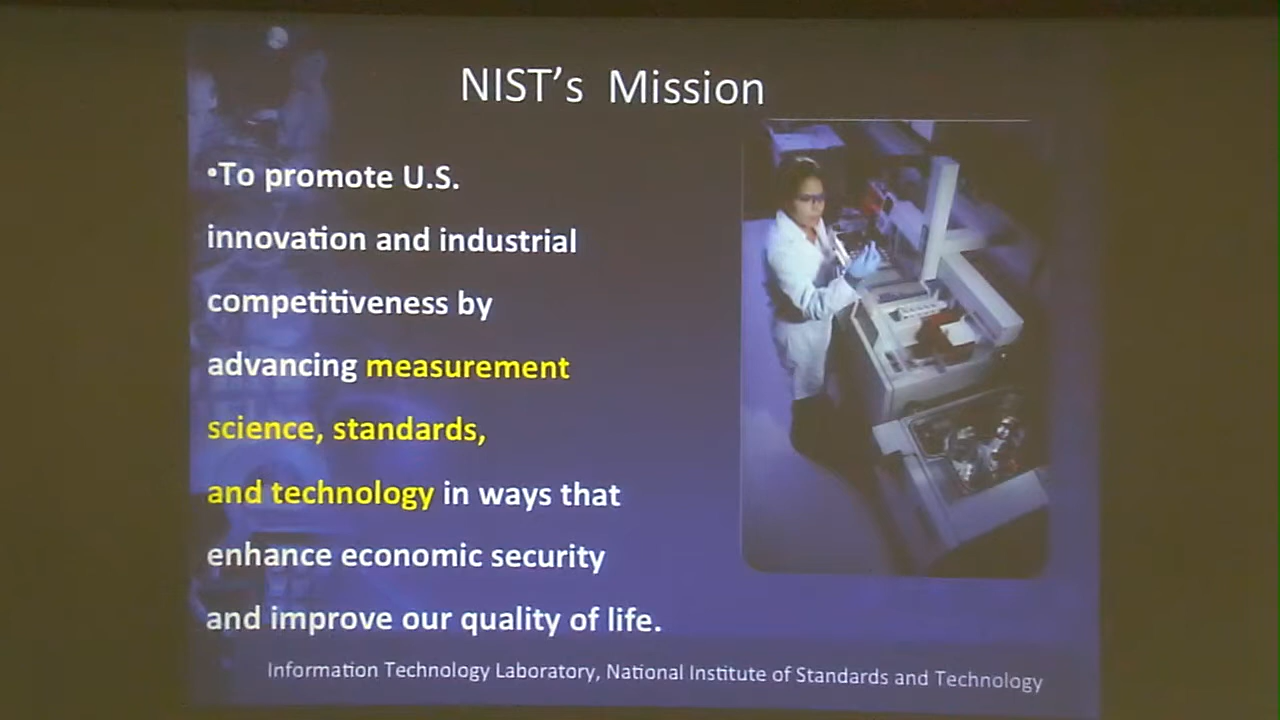 NIST's Mission
•To promote U.S.
innovation and industrial
competitiveness by
advancing measurement
science, standards,
and technology in ways that
enhance economic security
and improve our quality of life.
Information Technology Laboratory, National Institute of Standards and Technology